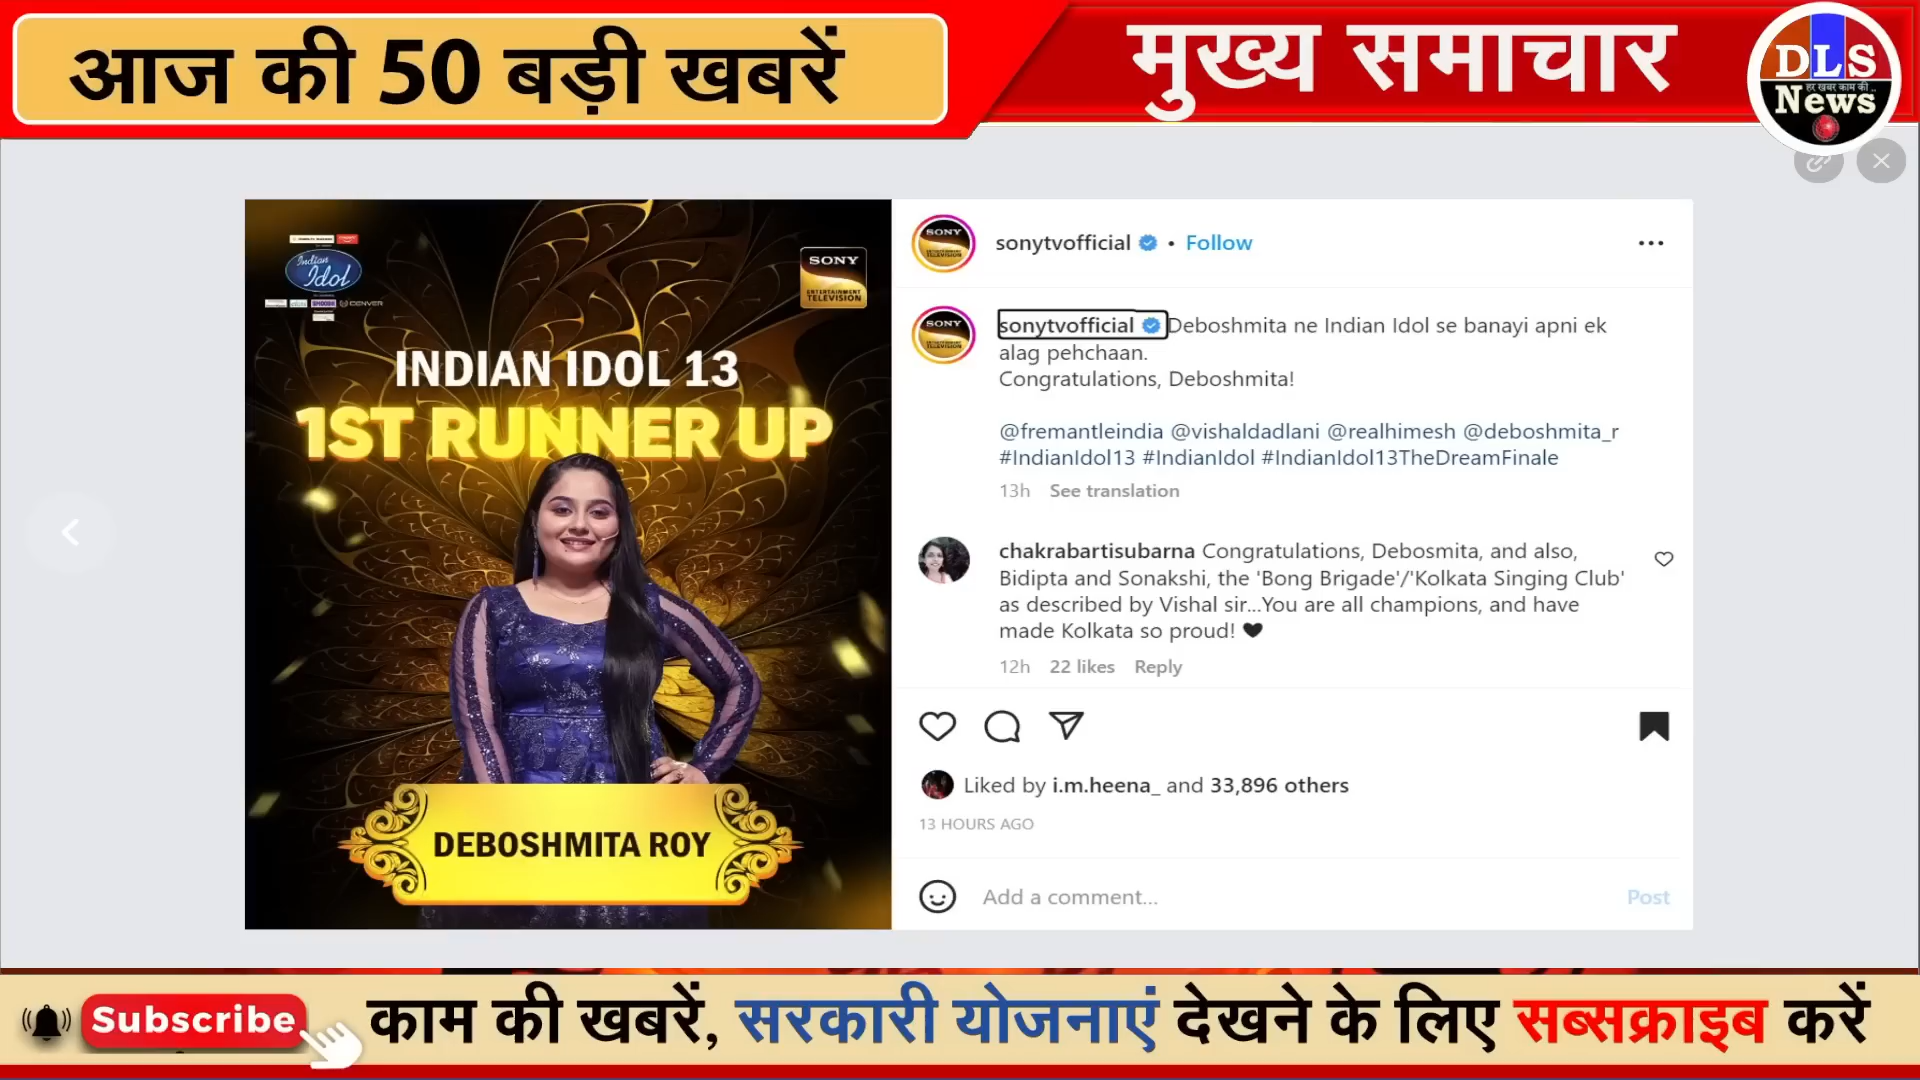 आज की 50 बड़ी खबरें
मुख्य समाचार
DLS
हर खबर काम की..
News
Indian
Idol
DENVER
SONY
ENTERTAINMENT
TELEVISION
INDIAN IDOL 13
1ST RUNNER UP
DEBOSHMITA ROY
SONY
sonytvofficial • Follow
SONY
sonytvofficial Deboshmita ne Indian Idol se banayi apni ek
alag pehchaan.
Congratulations, Deboshmita!
@fremantleindia @vishaldadlani @realhimesh @deboshmita_r
#IndianIdol13 #IndianIdol #IndianIdol13TheDreamFinale
13h See translation
chakrabartisubarna Congratulations, Debosmita, and also,
Bidipta and Sonakshi, the 'Bong Brigade'/'Kolkata Singing Club'
as described by Vishal sir...You are all champions, and have
made Kolkata so proud! 🖤
12h 22 likes Reply
Liked by i.m.heena_ and 33,896 others
13 HOURS AGO
Add a comment... Post
Subscribe
काम की खबरें, सरकारी योजनाएं देखने के लिए सब्सक्राइब करें